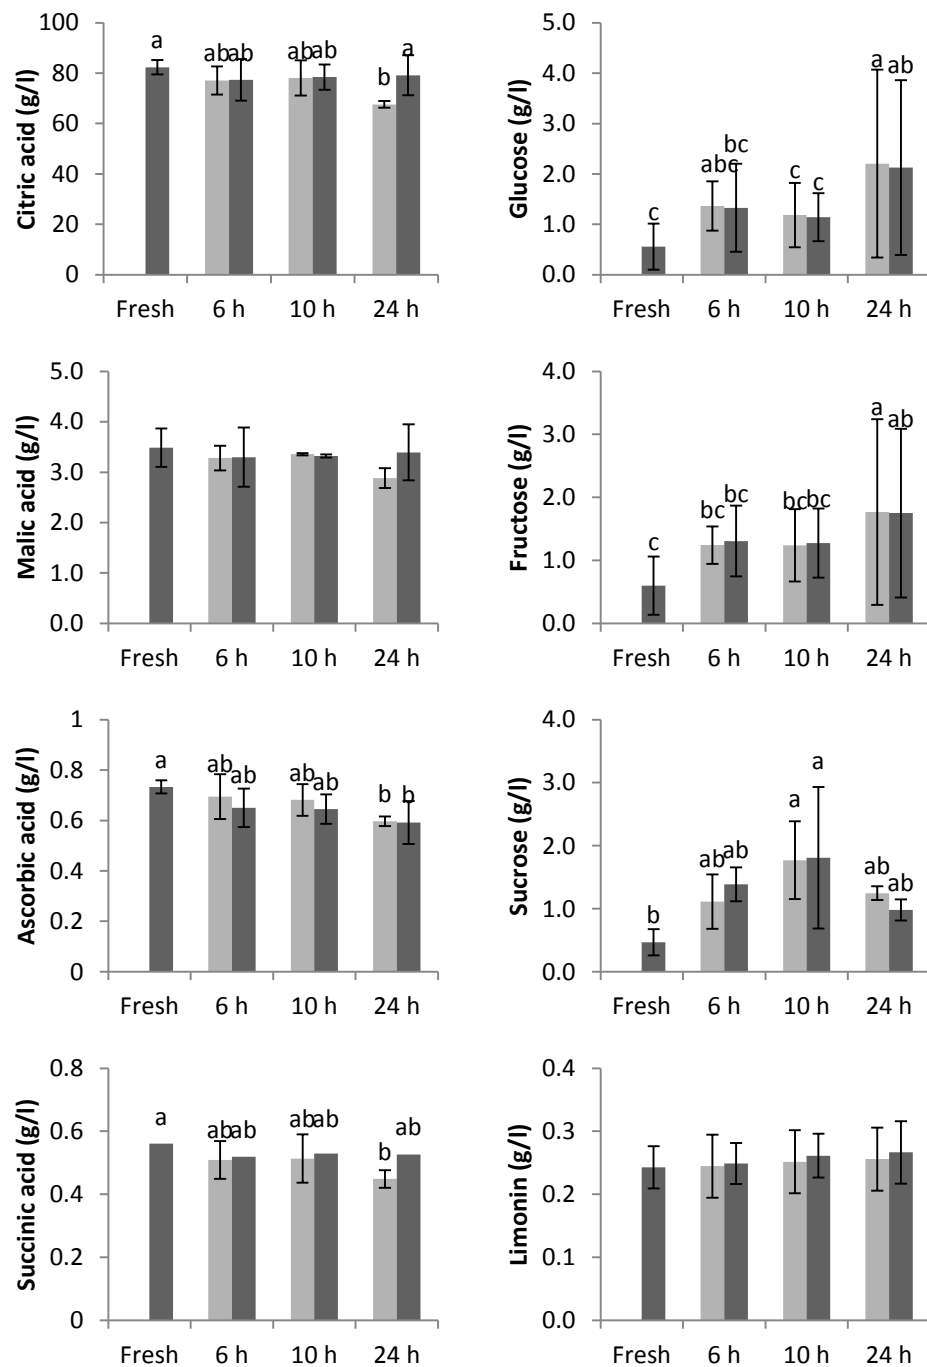 Citric acid (g/l)
100
80
60
40
20
0
a
ab ab
ab ab
b
a
Fresh 6 h 10 h 24 h
Glucose (g/l)
5.0
4.0
3.0
2.0
1.0
0.0
c
abc
bc
c c
a ab
Fresh 6 h 10 h 24 h
Malic acid (g/l)
5.0
4.0
3.0
2.0
1.0
0.0
Fresh 6 h 10 h 24 h
Fructose (g/l)
4.0
3.0
2.0
1.0
0.0
c
bc bc
bc bc
a ab
Fresh 6 h 10 h 24 h
Ascorbic acid (g/l)
1
0.8
0.6
0.4
0.2
0
a
ab ab
ab ab
b b
Fresh 6 h 10 h 24 h
Sucrose (g/l)
4.0
3.0
2.0
1.0
0.0
b
ab ab
a a
ab ab
Fresh 6 h 10 h 24 h
Succinic acid (g/l)
0.8
0.6
0.4
0.2
0
a
ab ab
ab ab
b ab
Fresh 6 h 10 h 24 h
Limonin (g/l)
0.4
0.3
0.2
0.1
0.0
Fresh 6 h 10 h 24 h